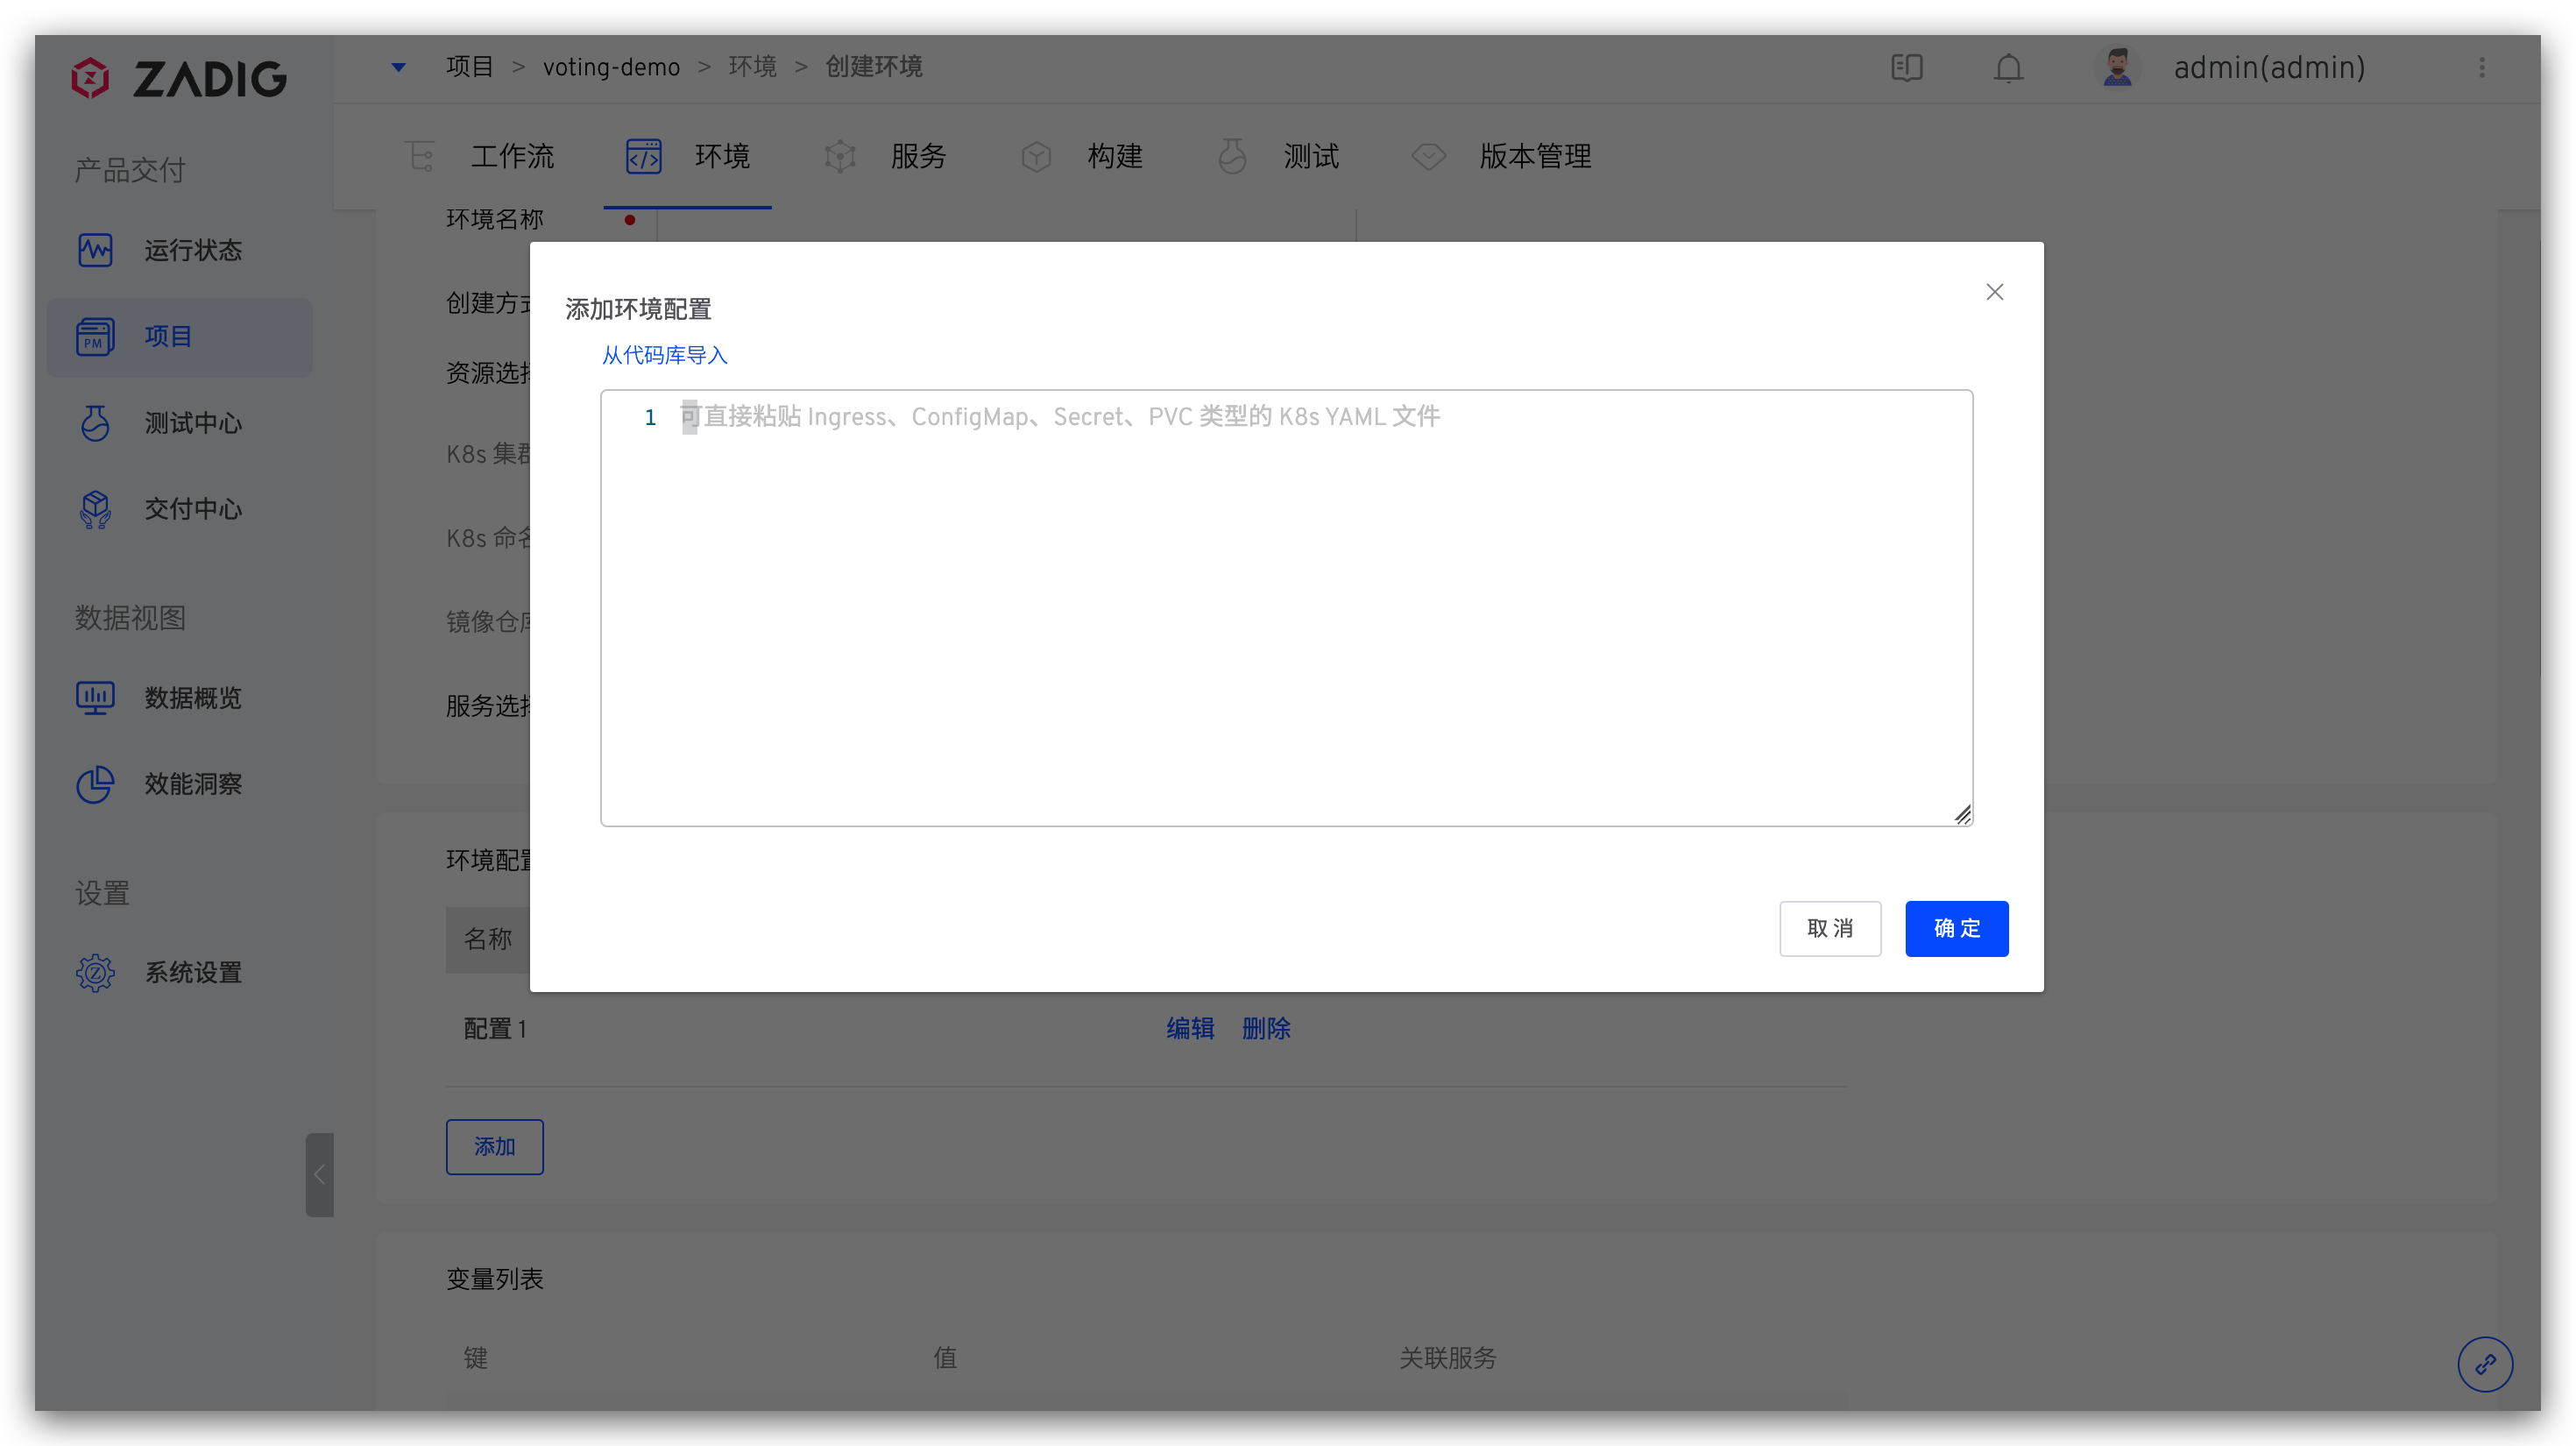 ZADIG
项目 > voting-demo > 环境 > 创建环境
admin(admin)
产品交付
工作流
环境
服务
构建
测试
版本管理
运行状态
项目
PM
测试中心
交付中心
数据视图
数据概览
效能洞察
设置
系统设置
环境名称
创建方式
资源选择
K8s 集群
K8s 命名
镜像仓库
服务选择
添加环境配置
从代码库导入
1 可直接粘贴 Ingress、ConfigMap、Secret、PVC 类型的 K8s YAML 文件
取消
确定
环境配置
名称
配置 1
编辑 删除
添加
变量列表
键 值 关联服务